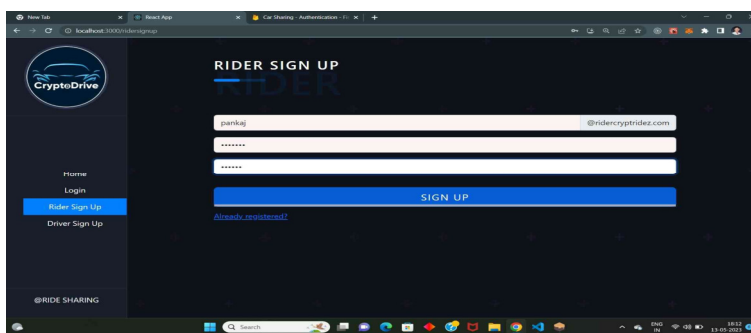 New Tab
React App
Car Sharing - Authentication - Fi
localhost:3000/ridersignup
CryptoDrive
RIDER SIGN UP
RIDER
pankaj
@ridercryptridez.com
•••••••
••••••
SIGN UP
Already registered?
Home
Login
Rider Sign Up
Driver Sign Up
@RIDE SHARING
Search
ENG
IN
18:12
13-05-2023